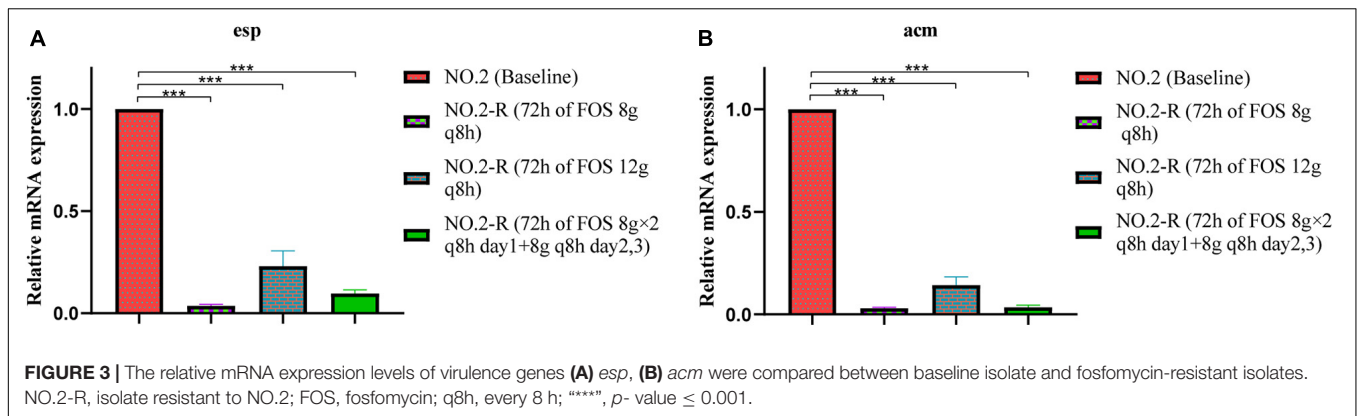 A
esp
Relative mRNA expression
1.0
0.5
0.0
***
***
***
NO.2 (Baseline)
NO.2-R (72h of FOS 8g
q8h)
NO.2-R (72h of FOS 12g
q8h)
NO.2-R (72h of FOS 8g×2
q8h day1+8g q8h day2,3)
B
acm
Relative mRNA expression
1.0
0.5
0.0
***
***
***
NO.2 (Baseline)
NO.2-R (72h of FOS 8g
q8h)
NO.2-R (72h of FOS 12g
q8h)
NO.2-R (72h of FOS 8g×2
q8h day1+8g q8h day2,3)
FIGURE 3 | The relative mRNA expression levels of virulence genes (A) esp, (B) acm were compared between baseline isolate and fosfomycin-resistant isolates.
NO.2-R, isolate resistant to NO.2; FOS, fosfomycin; q8h, every 8 h; “***”, p- value ≤ 0.001.